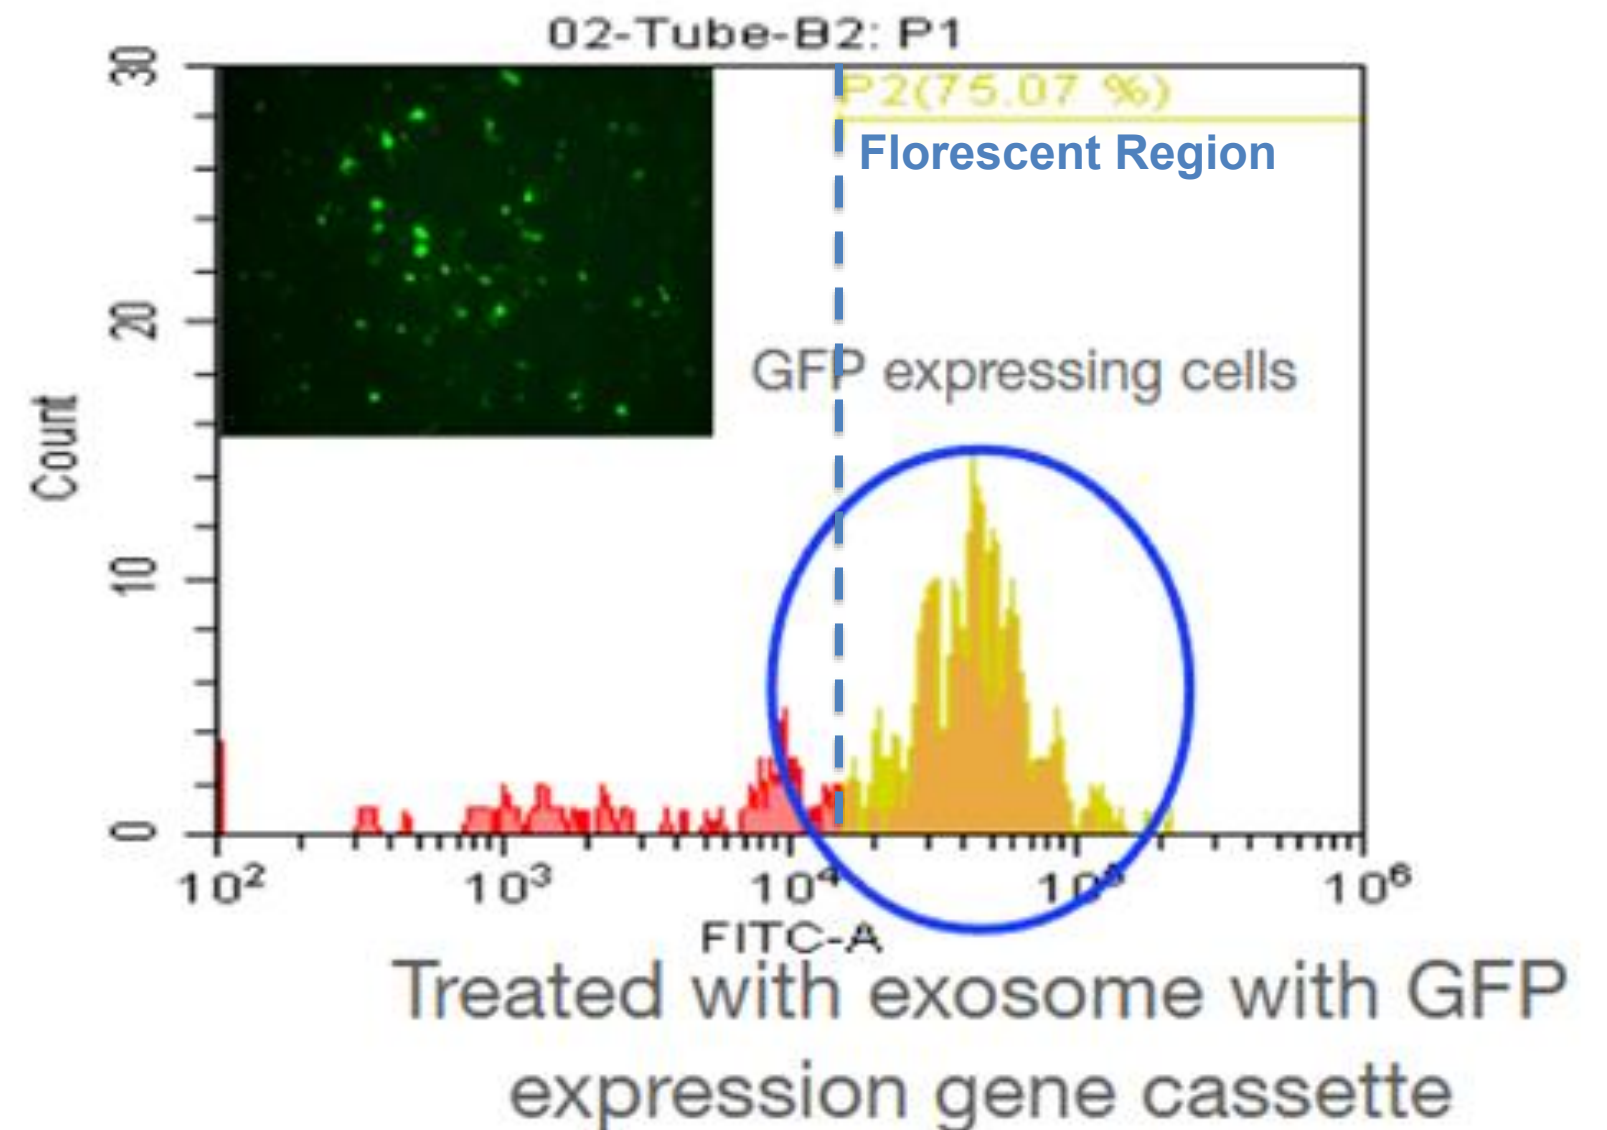 02-Tube-B2: P1
P2(75.07 %)
Florescent Region
GFP expressing cells
Count
30
20
10
0
10² 10³ 10⁴ 10⁵ 10⁶
FITC-A
Treated with exosome with GFP
expression gene cassette